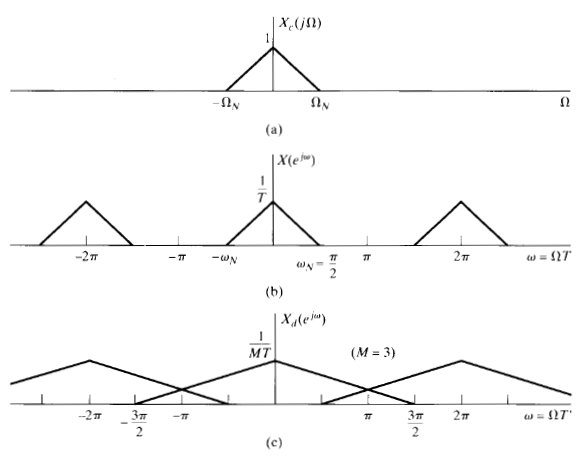 X_c(jΩ)
1
-Ω_N Ω_N Ω
(a)
X(e^{jω})
1/T
-2π -π -ω_N ω_N = π/2 π 2π ω = ΩT
(b)
X_d(e^{jω})
1/MT (M = 3)
-2π -3π/2 -π π 3π/2 2π ω = ΩT'
(c)